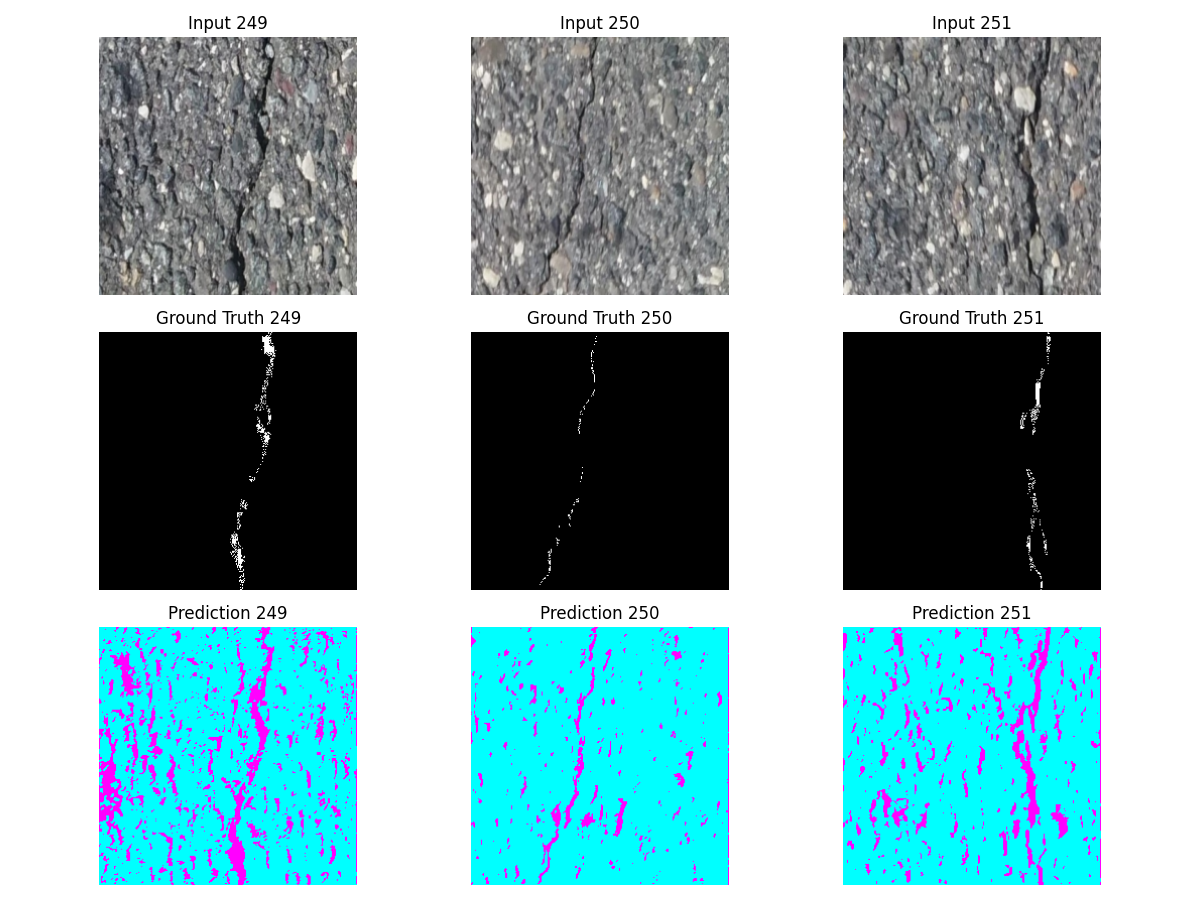 Input 249
Input 250
Input 251
Ground Truth 249
Ground Truth 250
Ground Truth 251
Prediction 249
Prediction 250
Prediction 251